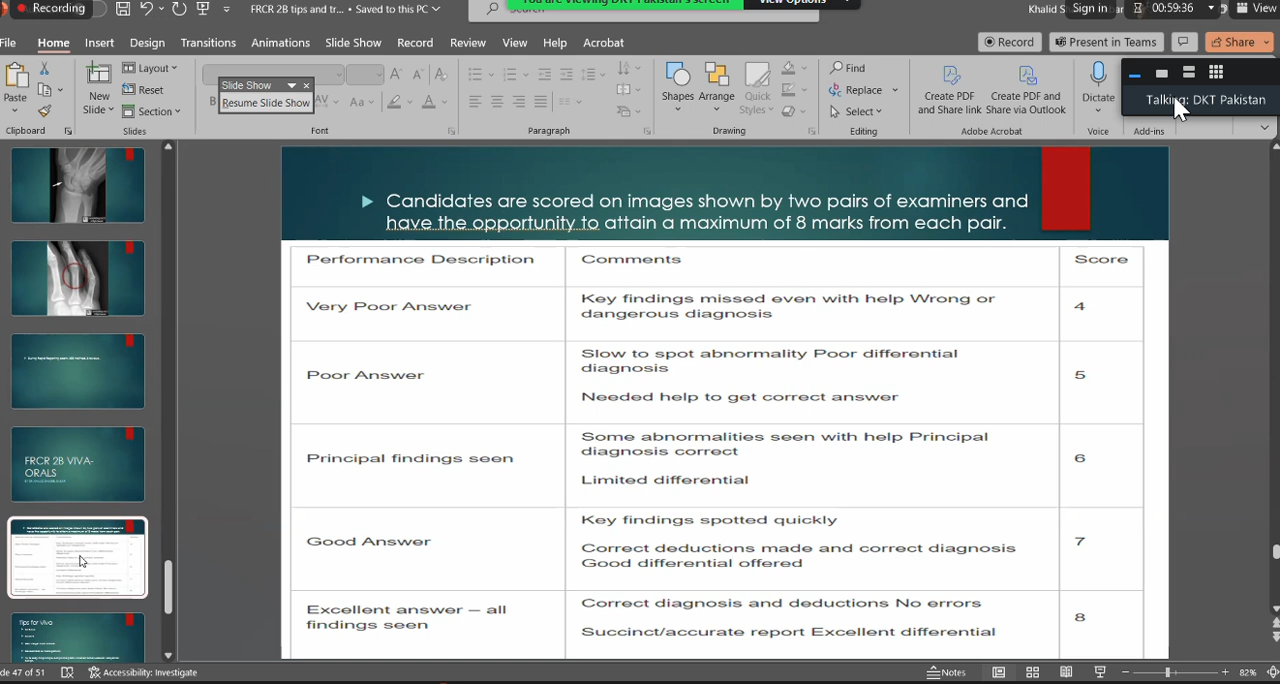 Recording
FRCR 2B tips and tr... • Saved to this PC
Search
You are viewing DKT Pakistan's screen
View Options
Khalid S
Sign in
00:59:36
View
File
Home
Insert
Design
Transitions
Animations
Slide Show
Record
Review
View
Help
Acrobat
Record
Present in Teams
Share
Paste
New
Slide
Layout
Reset
Section
Slide Show
Resume Slide Show
B
AV
Aa
A
Shapes
Arrange
Quick
Styles
Find
Replace
Select
Create PDF
and Share link
Create PDF and
Share via Outlook
Dictate
Talking: DKT Pakistan
Clipboard
Slides
Font
Paragraph
Drawing
Editing
Adobe Acrobat
Voice
Add-ins
Candidates are scored on images shown by two pairs of examiners and
have the opportunity to attain a maximum of 8 marks from each pair.
Performance Description
Comments
Score
Very Poor Answer
Key findings missed even with help Wrong or
dangerous diagnosis
4
Poor Answer
Slow to spot abnormality Poor differential
diagnosis
Needed help to get correct answer
5
Principal findings seen
Some abnormalities seen with help Principal
diagnosis correct
Limited differential
6
Good Answer
Key findings spotted quickly
Correct deductions made and correct diagnosis
Good differential offered
7
Excellent answer – all
findings seen
Correct diagnosis and deductions No errors
Succinct/accurate report Excellent differential
8
FRCR 2B VIVA-
ORALS
Tips for viva
de 47 of 51
Accessibility: Investigate
Notes
82%